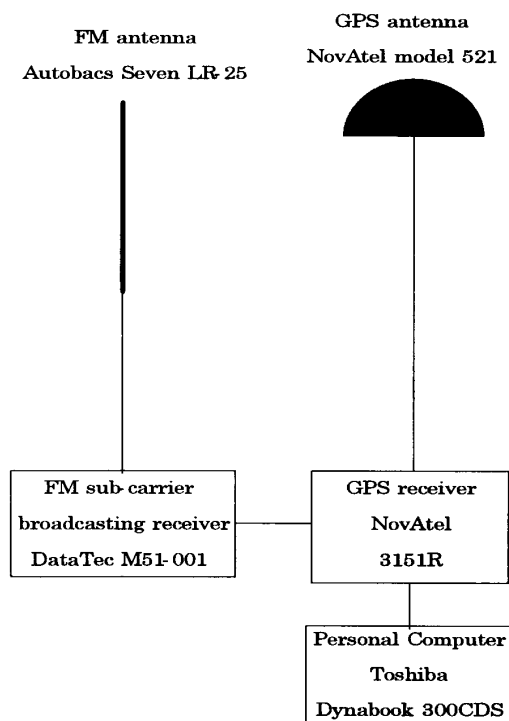 FM antenna
Autobacs Seven LR-25
GPS antenna
NovAtel model 521
FM sub-carrier
broadcasting receiver
DataTec M51-001
GPS receiver
NovAtel
3151R
Personal Computer
Toshiba
Dynabook 300CDS